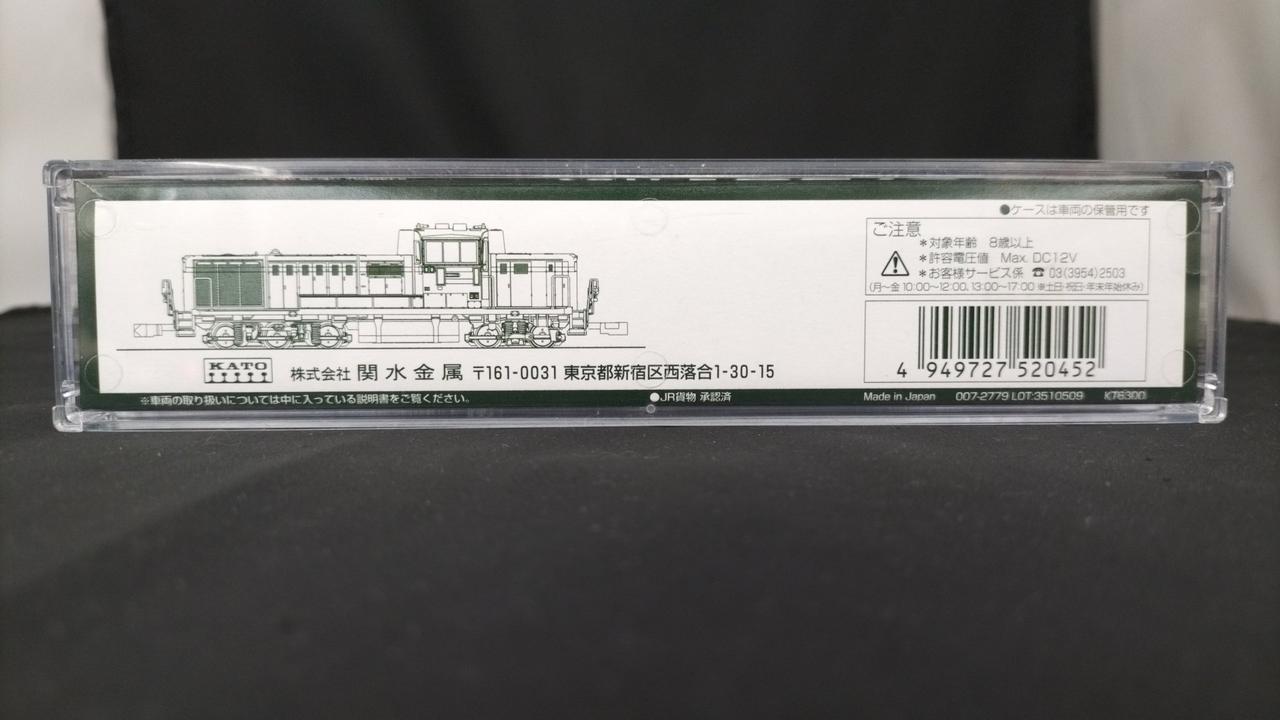 ●ケースは車両の保管用です
ご注意
＊対象年齢 8歳以上
＊許容電圧値 Max. DC12V
＊お客様サービス係 ☎ 03(3954)2503
(月〜金 10:00〜12:00, 13:00〜17:00 ※土日・祝日・年末年始休み)
KATO
株式会社 関水金属 〒161-0031 東京都新宿区西落合1-30-15
4 949727 520452
※車両の取り扱いについては中に入っている説明書をご覧ください。
●JR貨物 承認済
Made in Japan 007-2779 LOT:3510509 KT6300